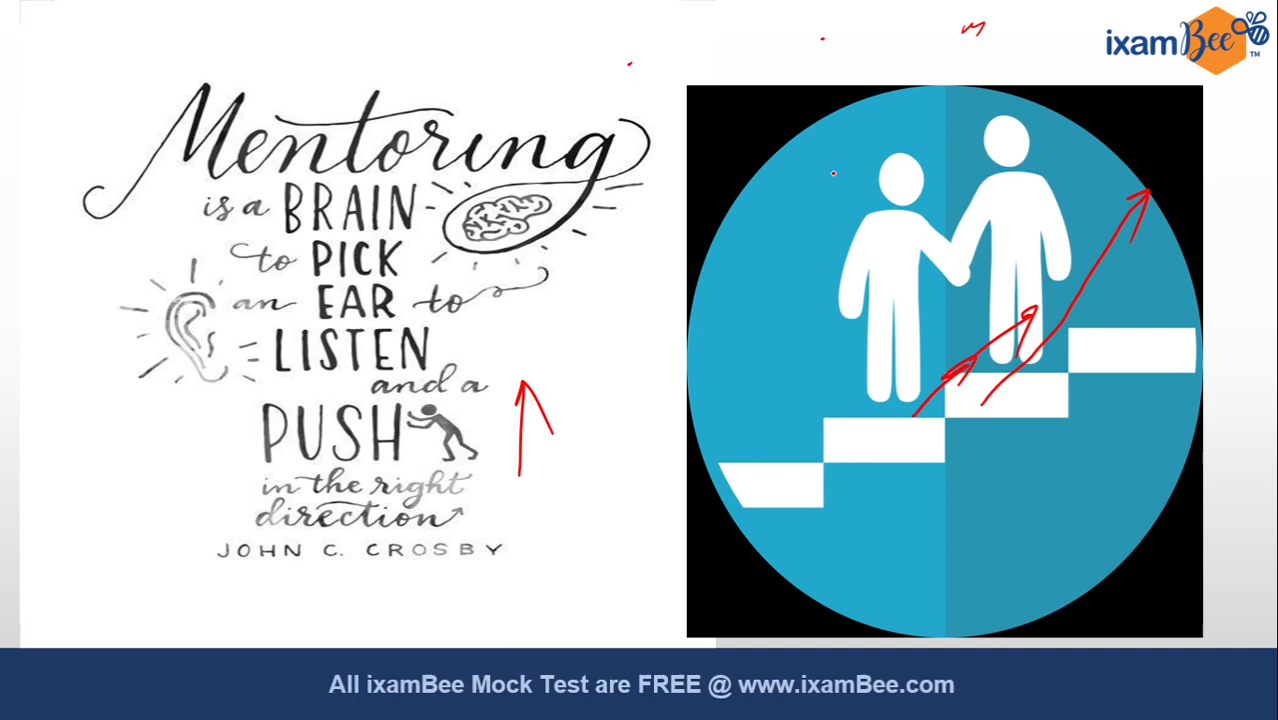 ixamBee™
Mentoring
is a BRAIN
to PICK
an EAR to
LISTEN
and a
PUSH
in the right
direction
JOHN C. CROSBY
All ixamBee Mock Test are FREE @ www.ixamBee.com